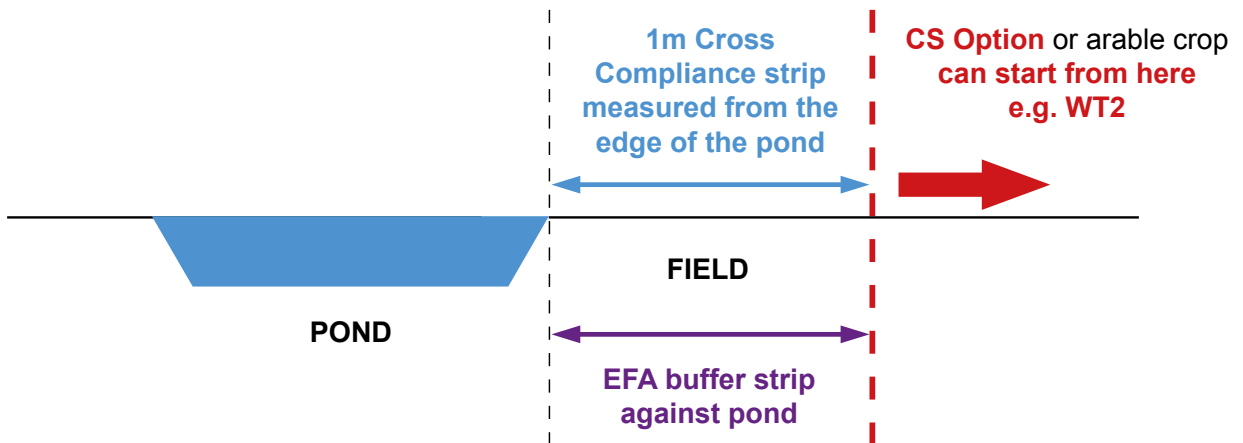 1m Cross
Compliance strip
measured from the
edge of the pond
CS Option or arable crop
can start from here
e.g. WT2
FIELD
POND
EFA buffer strip
against pond